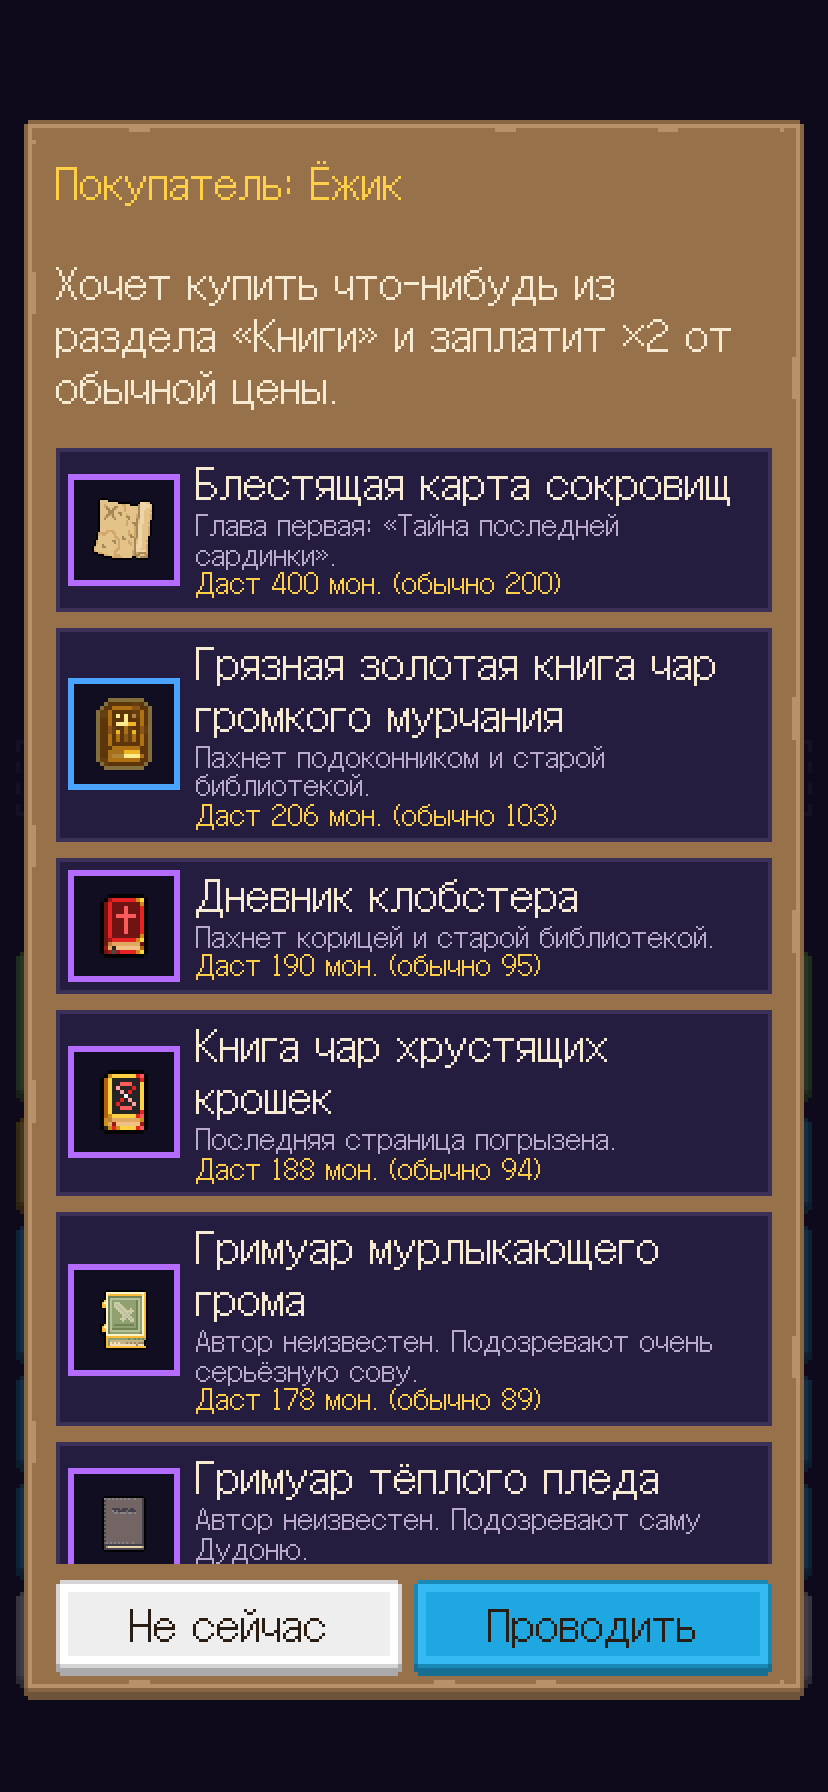 Покупатель: Ёжик
Хочет купить что-нибудь из
раздела «Книги» и заплатит ×2 от
обычной цены.
Блестящая карта сокровищ
Глава первая: «Тайна последней
сардинки».
Даст 400 мон. (обычно 200)
Грязная золотая книга чар
громкого мурчания
Пахнет подоконником и старой
библиотекой.
Даст 206 мон. (обычно 103)
Дневник клобстера
Пахнет корицей и старой библиотекой.
Даст 190 мон. (обычно 95)
Книга чар хрустящих
крошек
Последняя страница погрызена.
Даст 188 мон. (обычно 94)
Гримуар мурлыкающего
грома
Автор неизвестен. Подозревают очень
серьёзную сову.
Даст 178 мон. (обычно 89)
Гримуар тёплого пледа
Автор неизвестен. Подозревают саму
Дудоню.
Не сейчас
Проводить